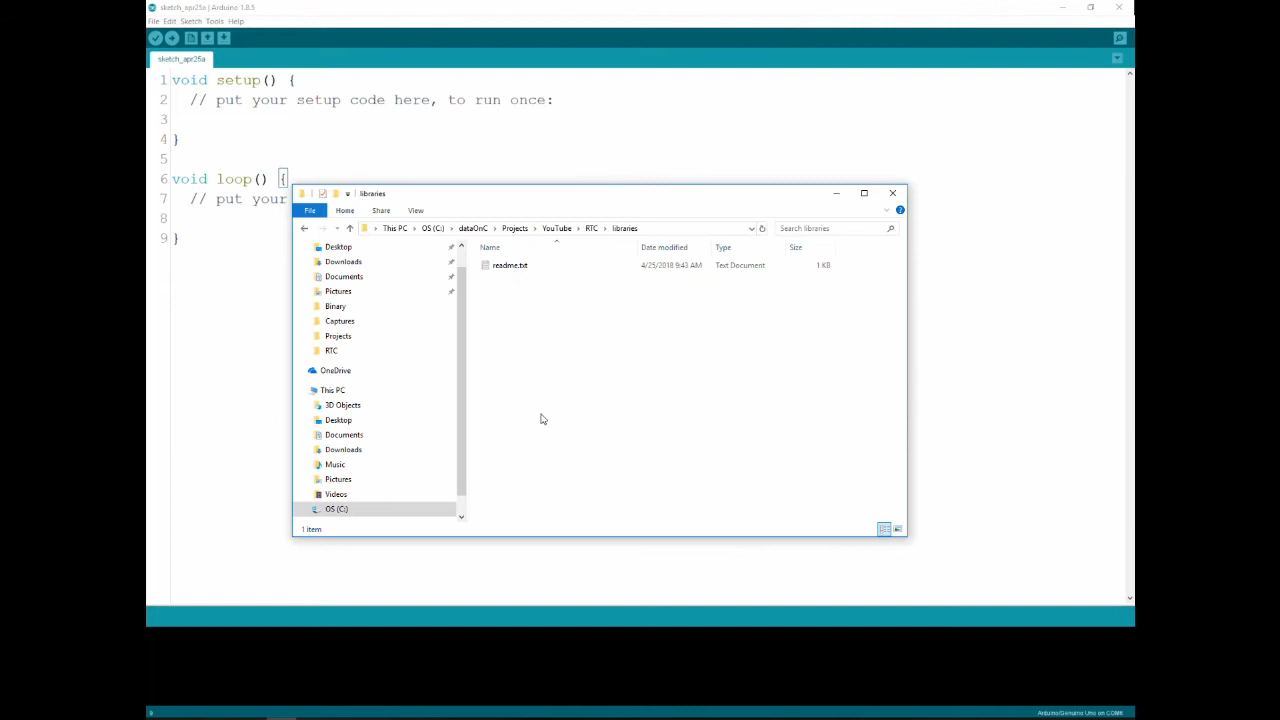 sketch_apr25a | Arduino 1.8.5
File Edit Sketch Tools Help
sketch_apr25a
1 void setup() {
2 // put your setup code here, to run once:
3
4 }
5
6 void loop() {
7 // put your
8
9 }
libraries
File Home Share View
This PC > OS (C:) > dataOnC > Projects > YouTube > RTC > libraries
Search libraries
Desktop
Downloads
Documents
Pictures
Binary
Captures
Projects
RTC
OneDrive
This PC
3D Objects
Desktop
Documents
Downloads
Music
Pictures
Videos
OS (C:)
Name Date modified Type Size
readme.txt 4/25/2018 9:43 AM Text Document 1 KB
1 item
9
Arduino/Genuino Uno on